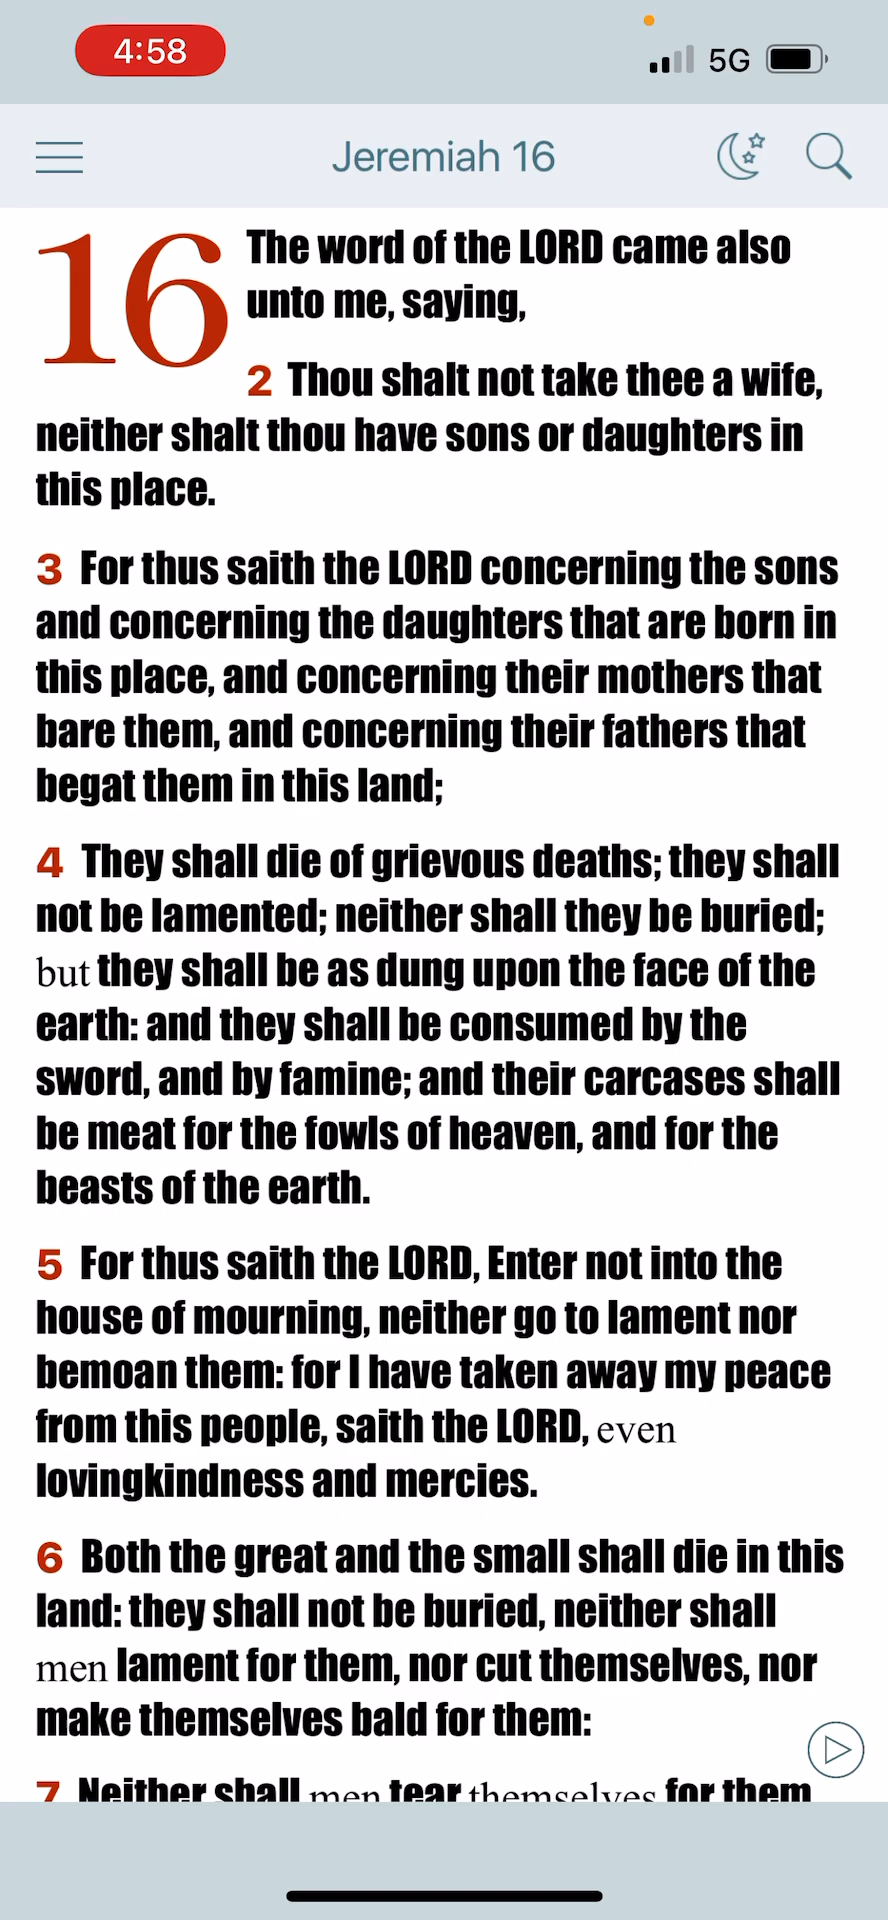 4:58
5G
Jeremiah 16
16 The word of the LORD came also
unto me, saying,
2 Thou shalt not take thee a wife,
neither shalt thou have sons or daughters in
this place.
3 For thus saith the LORD concerning the sons
and concerning the daughters that are born in
this place, and concerning their mothers that
bare them, and concerning their fathers that
begat them in this land;
4 They shall die of grievous deaths; they shall
not be lamented; neither shall they be buried;
but they shall be as dung upon the face of the
earth: and they shall be consumed by the
sword, and by famine; and their carcases shall
be meat for the fowls of heaven, and for the
beasts of the earth.
5 For thus saith the LORD, Enter not into the
house of mourning, neither go to lament nor
bemoan them: for I have taken away my peace
from this people, saith the LORD, even
lovingkindness and mercies.
6 Both the great and the small shall die in this
land: they shall not be buried, neither shall
men lament for them, nor cut themselves, nor
make themselves bald for them:
7 Neither shall men tear themselves for them